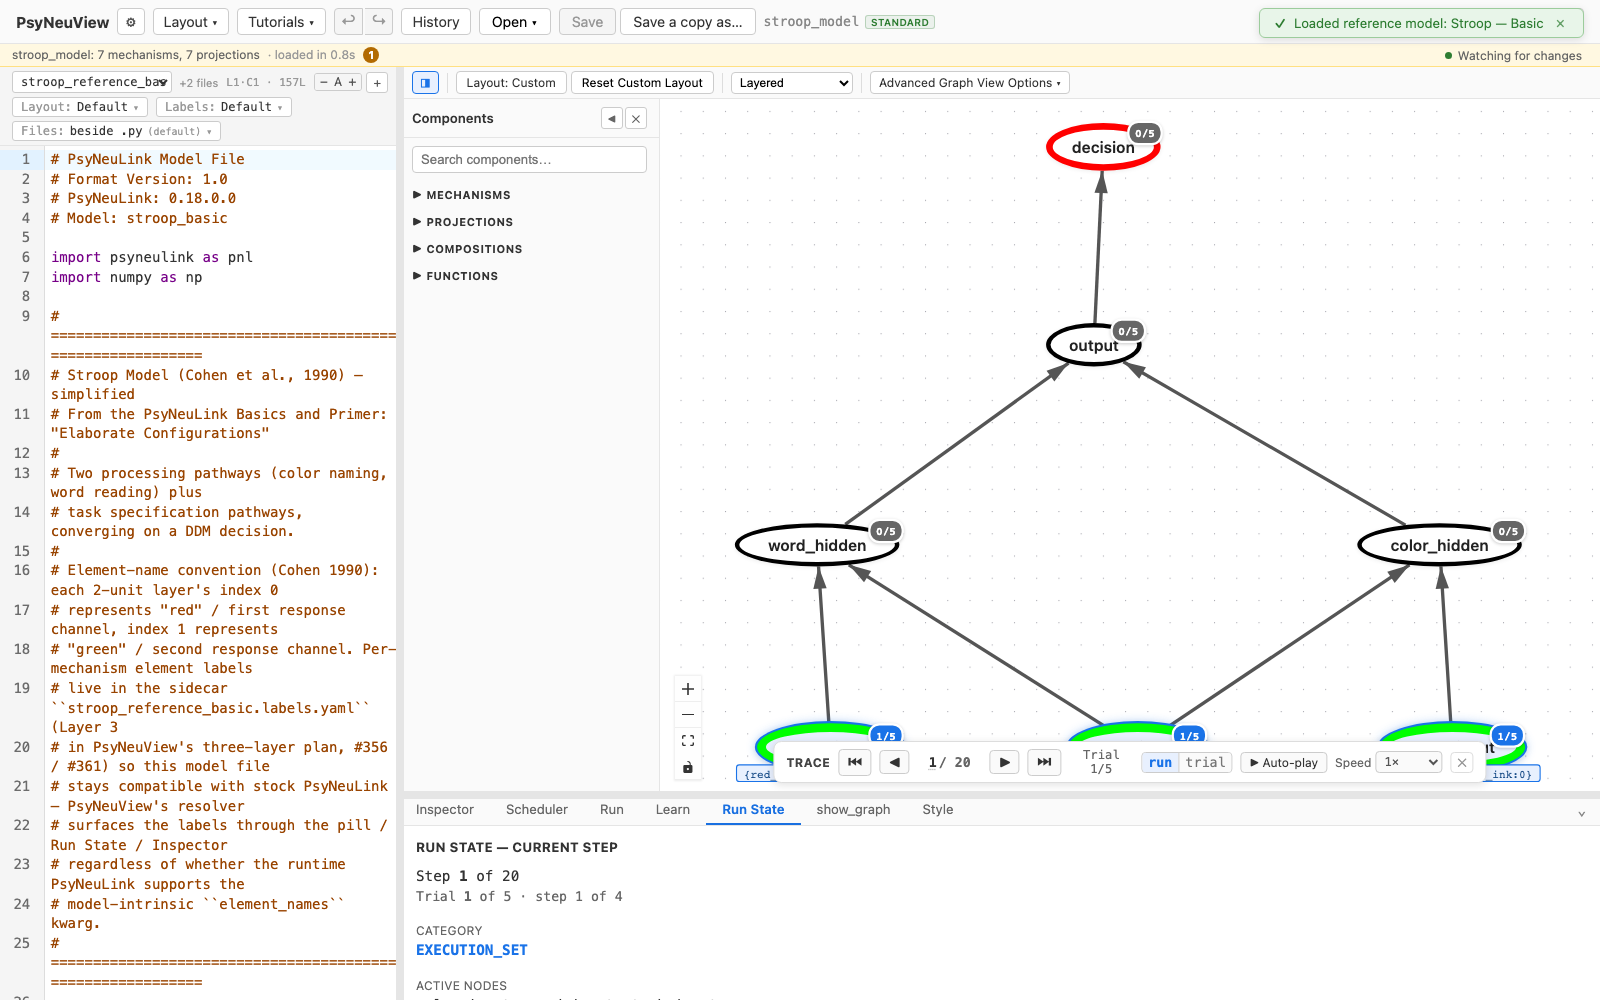 PsyNeuView ⚙ Layout ▾ Tutorials ▾ History Open ▾ Save Save a copy as... stroop_model STANDARD
✓ Loaded reference model: Stroop — Basic ×
stroop_model: 7 mechanisms, 7 projections · loaded in 0.8s 1
Watching for changes
+2 files L1·C1 · 157L − A + +
Layout: Default ▾ Labels: Default ▾
Files: beside .py (default) ▾
1 # PsyNeuLink Model File
2 # Format Version: 1.0
3 # PsyNeuLink: 0.18.0.0
4 # Model: stroop_basic
5
6 import psyneulink as pnl
7 import numpy as np
8
9 #
=========================================
==================
10 # Stroop Model (Cohen et al., 1990) —
simplified
11 # From the PsyNeuLink Basics and Primer:
"Elaborate Configurations"
12 #
13 # Two processing pathways (color naming,
word reading) plus
14 # task specification pathways,
converging on a DDM decision.
15 #
16 # Element-name convention (Cohen 1990):
each 2-unit layer's index 0
17 # represents "red" / first response
channel, index 1 represents
18 # "green" / second response channel. Per-
mechanism element labels
19 # live in the sidecar
``stroop_reference_basic.labels.yaml``
(Layer 3
20 # in PsyNeuView's three-layer plan, #356
/ #361) so this model file
21 # stays compatible with stock PsyNeuLink
— PsyNeuView's resolver
22 # surfaces the labels through the pill /
Run State / Inspector
23 # regardless of whether the runtime
PsyNeuLink supports the
24 # model-intrinsic ``element_names``
kwarg.
25 #
=========================================
==================
Layout: Custom Reset Custom Layout Layered Advanced Graph View Options ▾
Components ◀ ×
Search components...
▶ MECHANISMS
▶ PROJECTIONS
▶ COMPOSITIONS
▶ FUNCTIONS
decision 0/5
output 0/5
word_hidden 0/5
color_hidden 0/5
1/5
1/5
1/5
{red_
ink:0}
TRACE 1 / 20 Trial 1/5 run trial ▶ Auto-play Speed 1× ×
Inspector Scheduler Run Learn Run State show_graph Style
RUN STATE — CURRENT STEP
Step 1 of 20
Trial 1 of 5 · step 1 of 4
CATEGORY
EXECUTION_SET
ACTIVE NODES